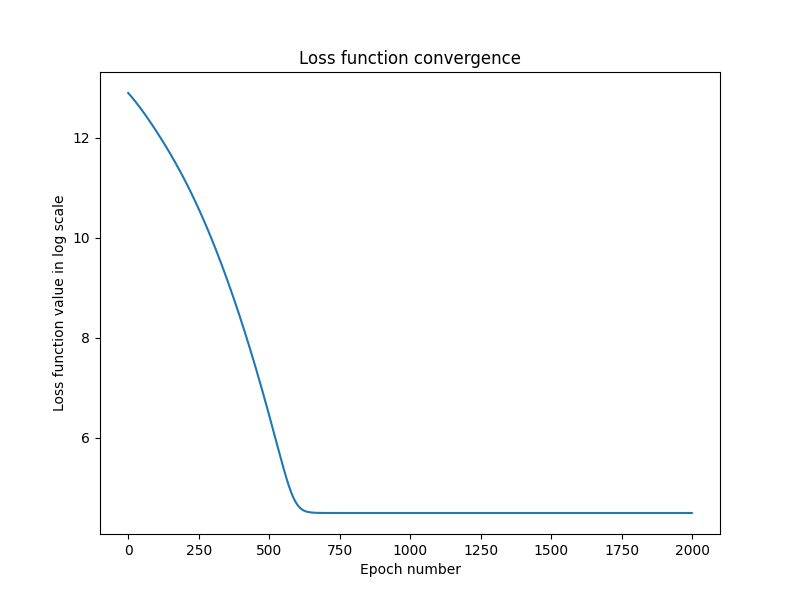 Loss function convergence
Loss function value in log scale
12
10
8
6
0 250 500 750 1000 1250 1500 1750 2000
Epoch number